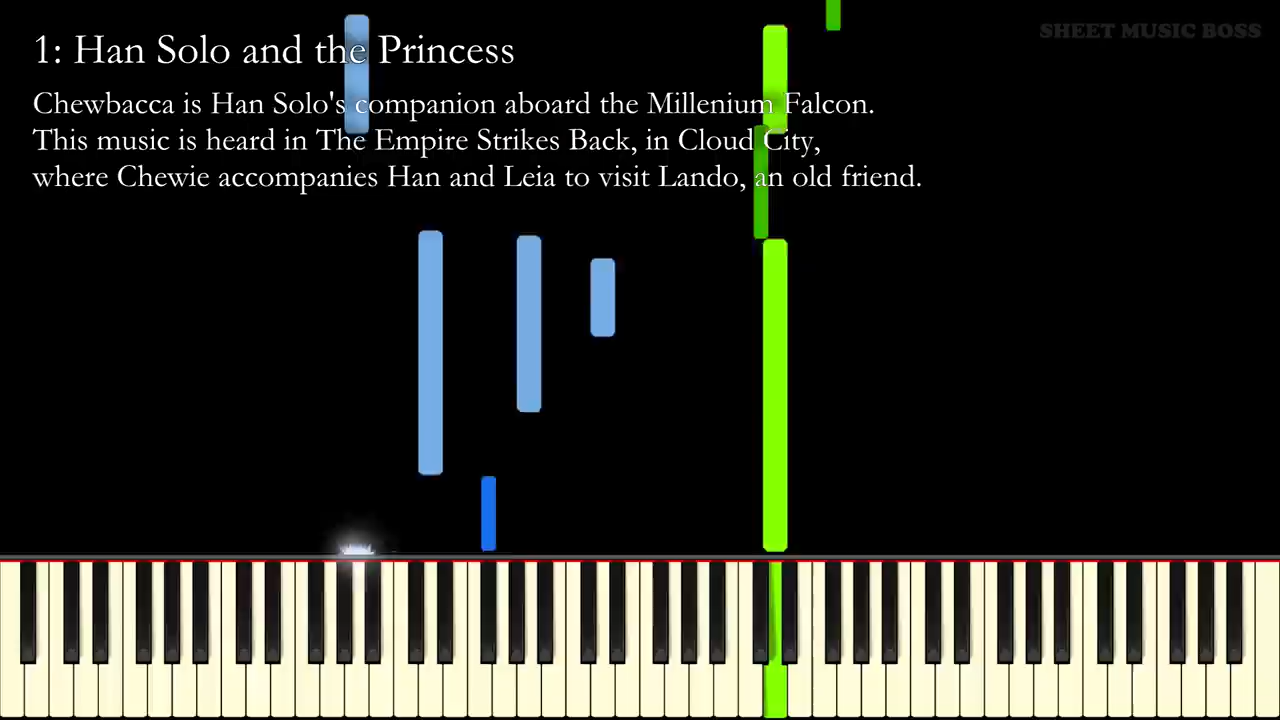 SHEET MUSIC BOSS
1: Han Solo and the Princess
Chewbacca is Han Solo's companion aboard the Millenium Falcon.
This music is heard in The Empire Strikes Back, in Cloud City,
where Chewie accompanies Han and Leia to visit Lando, an old friend.